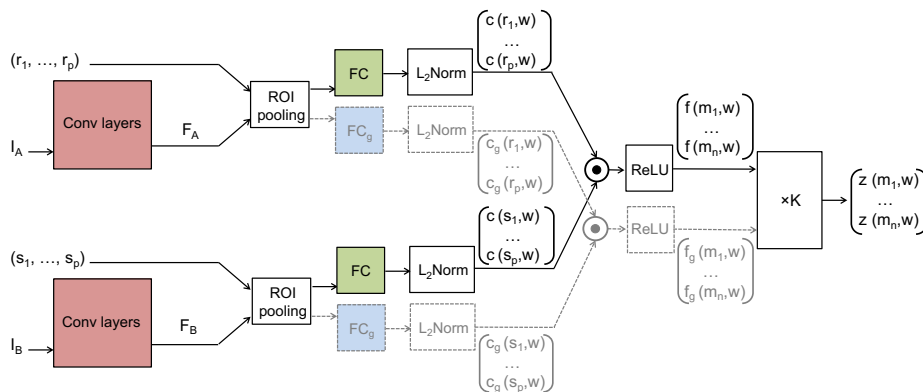 (r1, …, rp)
IA
Conv layers
FA
ROI
pooling
FC
L2Norm
c (r1,w)
…
c (rp,w)
FCg
L2Norm
cg (r1,w)
…
cg (rp,w)
(s1, …, sp)
IB
Conv layers
FB
ROI
pooling
FC
L2Norm
c (s1,w)
…
c (sp,w)
FCg
L2Norm
cg (s1,w)
…
cg (sp,w)
ReLU
f (m1,w)
…
f (mn,w)
ReLU
fg (m1,w)
…
fg (mn,w)
×K
z (m1,w)
…
z (mn,w)